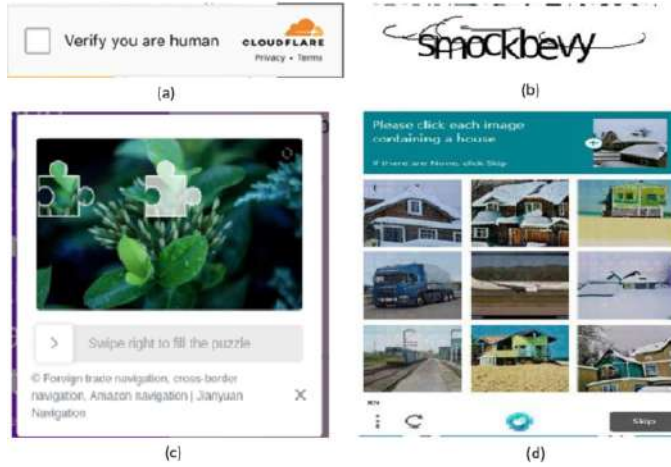 Verify you are human
CLOUDFLARE
Privacy • Terms
(a)
smockbevy
(b)
Swipe right to fill the puzzle
© Foreign trade navigation, cross-border
navigation, Amazon navigation | Jianyuan
Navigation
(c)
Please click each image
containing a house
If there are None, click Skip
EN
Skip
(d)